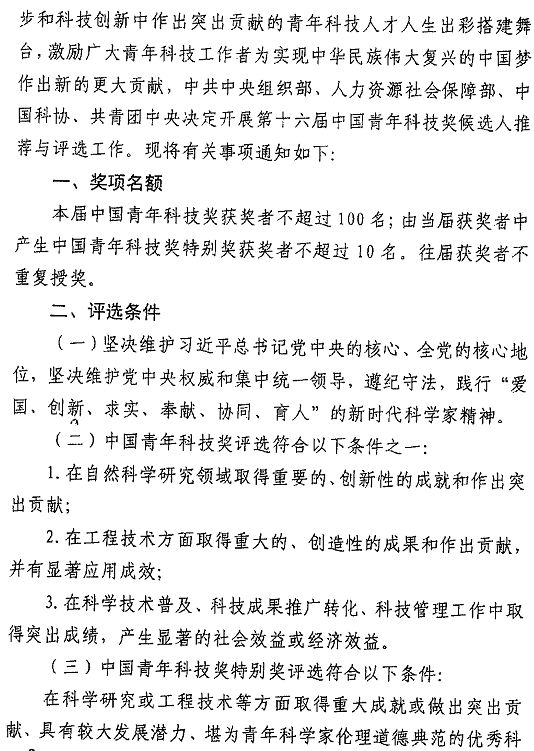 步和科技创新中作出突出贡献的青年科技人才人生出彩搭建舞
台，激励广大青年科技工作者为实现中华民族伟大复兴的中国梦
作出新的更大贡献，中共中央组织部、人力资源社会保障部、中
国科协、共青团中央决定开展第十六届中国青年科技奖候选人推
荐与评选工作。现将有关事项通知如下：
一、奖项名额
本届中国青年科技奖获奖者不超过 100 名；由当届获奖者中
产生中国青年科技奖特别奖获奖者不超过 10 名。往届获奖者不
重复授奖。
二、评选条件
（一）坚决维护习近平总书记党中央的核心、全党的核心地
位，坚决维护党中央权威和集中统一领导，遵纪守法，践行“爱
国、创新、求实、奉献、协同、育人”的新时代科学家精神。
（二）中国青年科技奖评选符合以下条件之一：
1. 在自然科学研究领域取得重要的、创新性的成就和作出突
出贡献；
2. 在工程技术方面取得重大的、创造性的成果和作出贡献，
并有显著应用成效；
3. 在科学技术普及、科技成果推广转化、科技管理工作中取
得突出成绩，产生显著的社会效益或经济效益。
（三）中国青年科技奖特别奖评选符合以下条件：
在科学研究或工程技术等方面取得重大成就或做出突出贡
献、具有较大发展潜力、堪为青年科学家伦理道德典范的优秀科